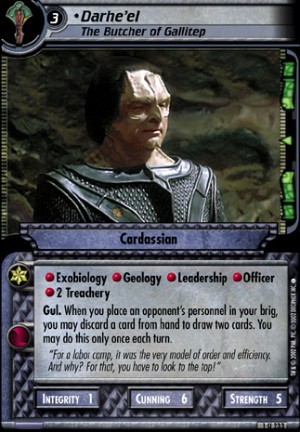 3
• Darhe'el
The Butcher of Gallitep
Cardassian
Exobiology Geology Leadership Officer
2 Treachery
Gul. When you place an opponent's personnel in your brig,
you may discard a card from hand to draw two cards. You
may do this only once each turn.
"For a labor camp, it was the very model of order and efficiency.
And why? For that, you have to look to the top!"
INTEGRITY 1 CUNNING 6 STRENGTH 5